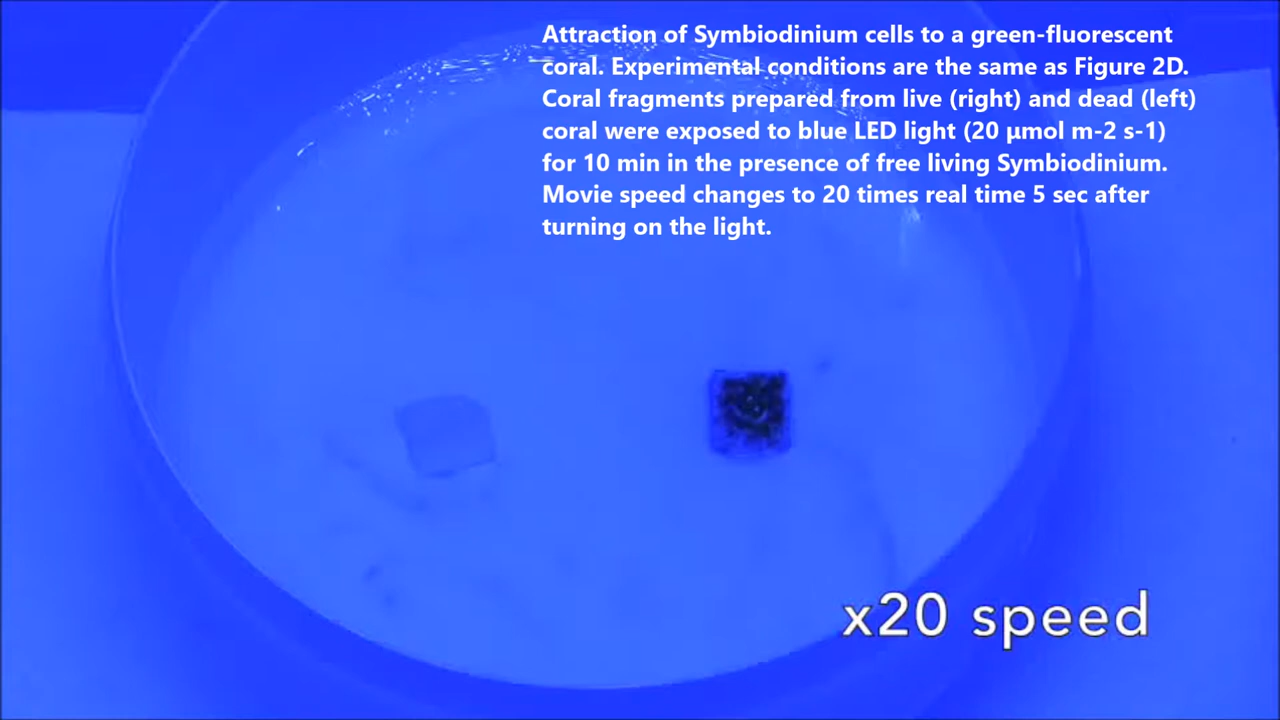 Attraction of Symbiodinium cells to a green-fluorescent
coral. Experimental conditions are the same as Figure 2D.
Coral fragments prepared from live (right) and dead (left)
coral were exposed to blue LED light (20 µmol m-2 s-1)
for 10 min in the presence of free living Symbiodinium.
Movie speed changes to 20 times real time 5 sec after
turning on the light.
x20 speed